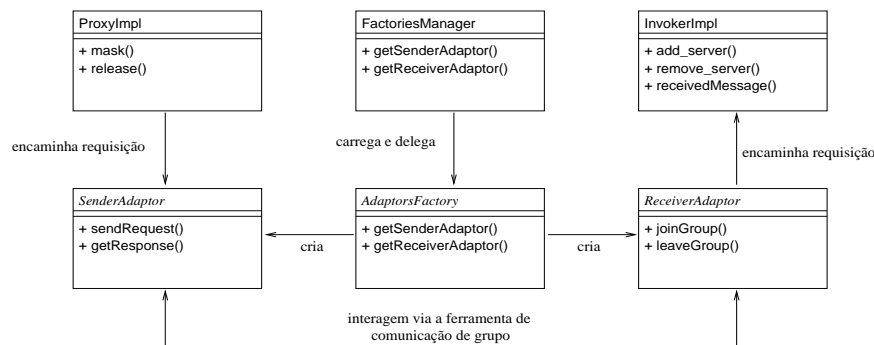 ProxyImpl
+ mask()
+ release()
FactoriesManager
+ getSenderAdaptor()
+ getReceiverAdaptor()
InvokerImpl
+ add_server()
+ remove_server()
+ receivedMessage()
encaminha requisição
carrega e delega
encaminha requisição
SenderAdaptor
+ sendRequest()
+ getResponse()
cria
AdaptorsFactory
+ getSenderAdaptor()
+ getReceiverAdaptor()
cria
ReceiverAdaptor
+ joinGroup()
+ leaveGroup()
interagem via a ferramenta de
comunicação de grupo